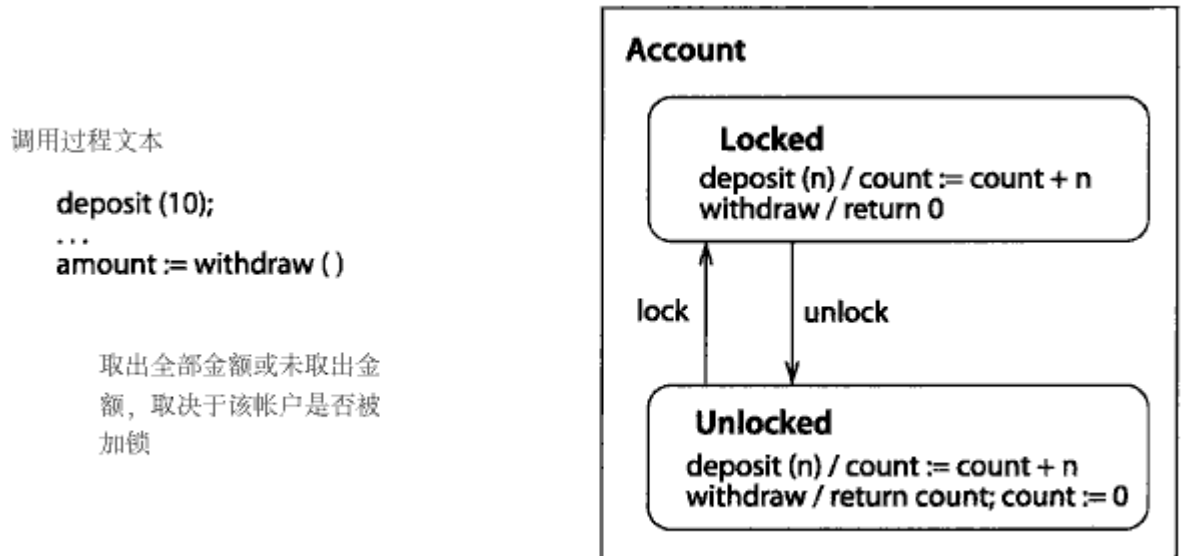 调用过程文本
deposit (10);
...
amount := withdraw ( )
取出全部金额或未取出金
额，取决于该帐户是否被
加锁
Account
Locked
deposit (n) / count := count + n
withdraw / return 0
lock
unlock
Unlocked
deposit (n) / count := count + n
withdraw / return count; count := 0